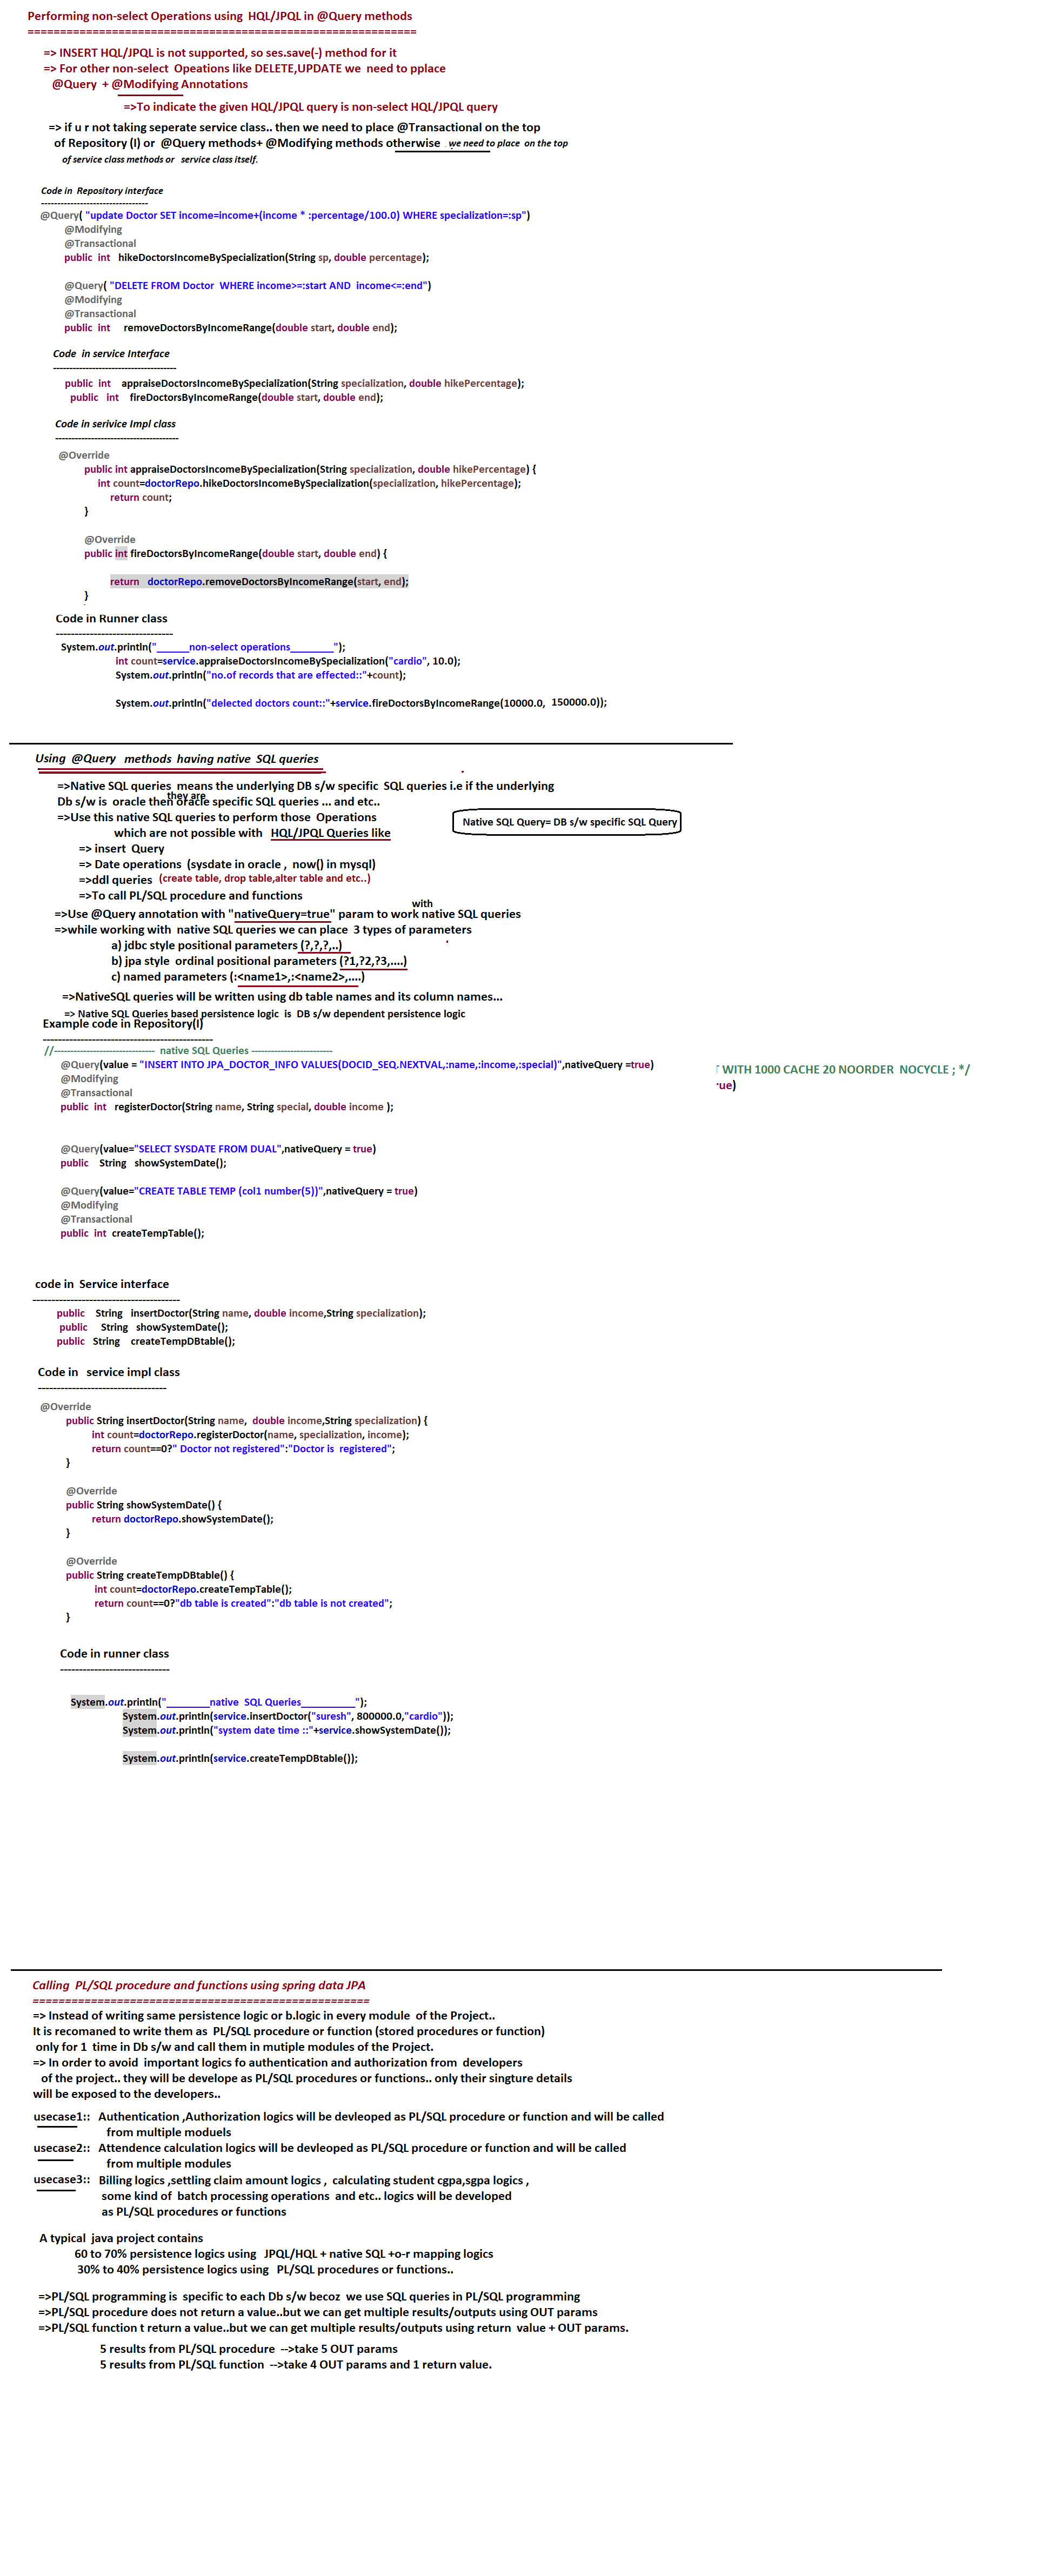 Performing non-select Operations using HQL/JPQL in @Query methods
============================================================
=> INSERT HQL/JPQL is not supported, so ses.save(-) method for it
=> For other non-select Opeations like DELETE,UPDATE we need to pplace
@Query + @Modifying Annotations
=>To indicate the given HQL/JPQL query is non-select HQL/JPQL query
=> if u r not taking seperate service class.. then we need to place @Transactional on the top
of Repository (I) or @Query methods+ @Modifying methods otherwise we need to place on the top
of service class methods or service class itself.
Code in Repository interface
---------------------------------
@Query( "update Doctor SET income=income+(income * :percentage/100.0) WHERE specialization=:sp")
@Modifying
@Transactional
public int hikeDoctorsIncomeBySpecialization(String sp, double percentage);
@Query( "DELETE FROM Doctor WHERE income>=:start AND income<=:end")
@Modifying
@Transactional
public int removeDoctorsByIncomeRange(double start, double end);
Code in service Interface
--------------------------------------
public int appraiseDoctorsIncomeBySpecialization(String specialization, double hikePercentage);
public int fireDoctorsByIncomeRange(double start, double end);
Code in serivice Impl class
--------------------------------------
@Override
public int appraiseDoctorsIncomeBySpecialization(String specialization, double hikePercentage) {
int count=doctorRepo.hikeDoctorsIncomeBySpecialization(specialization, hikePercentage);
return count;
}
@Override
public int fireDoctorsByIncomeRange(double start, double end) {
return doctorRepo.removeDoctorsByIncomeRange(start, end);
}
Code in Runner class
-------------------------------
System.out.println("______non-select operations________");
int count=service.appraiseDoctorsIncomeBySpecialization("cardio", 10.0);
System.out.println("no.of records that are effected::"+count);
System.out.println("delected doctors count::"+service.fireDoctorsByIncomeRange(10000.0, 150000.0));
Using @Query methods having native SQL queries
=>Native SQL queries means the underlying DB s/w specific SQL queries i.e if the underlying
they are
Db s/w is oracle then oracle specific SQL queries ... and etc..
=>Use this native SQL queries to perform those Operations
Native SQL Query= DB s/w specific SQL Query
which are not possible with HQL/JPQL Queries like
=> insert Query
=> Date operations (sysdate in oracle , now() in mysql)
=>ddl queries (create table, drop table,alter table and etc..)
=>To call PL/SQL procedure and functions
with
=>Use @Query annotation with "nativeQuery=true" param to work native SQL queries
=>while working with native SQL queries we can place 3 types of parameters
a) jdbc style positional parameters (?,?,?,..)
b) jpa style ordinal positional parameters (?1,?2,?3,....)
c) named parameters (:<name1>,:<name2>,....)
=>NativeSQL queries will be written using db table names and its column names...
=> Native SQL Queries based persistence logic is DB s/w dependent persistence logic
Example code in Repository(I)
---------------------------------------------
//------------------------------- native SQL Queries -------------------------
@Query(value = "INSERT INTO JPA_DOCTOR_INFO VALUES(DOCID_SEQ.NEXTVAL,:name,:income,:special)",nativeQuery =true)
WITH 1000 CACHE 20 NOORDER NOCYCLE ; */
@Modifying
rue)
@Transactional
public int registerDoctor(String name, String special, double income );
@Query(value="SELECT SYSDATE FROM DUAL",nativeQuery = true)
public String showSystemDate();
@Query(value="CREATE TABLE TEMP (col1 number(5))",nativeQuery = true)
@Modifying
@Transactional
public int createTempTable();
code in Service interface
---------------------------------------
public String insertDoctor(String name, double income,String specialization);
public String showSystemDate();
public String createTempDBtable();
Code in service impl class
----------------------------------
@Override
public String insertDoctor(String name, double income,String specialization) {
int count=doctorRepo.registerDoctor(name, specialization, income);
return count==0?" Doctor not registered":"Doctor is registered";
}
@Override
public String showSystemDate() {
return doctorRepo.showSystemDate();
}
@Override
public String createTempDBtable() {
int count=doctorRepo.createTempTable();
return count==0?"db table is created":"db table is not created";
}
Code in runner class
-----------------------------
System.out.println("________native SQL Queries__________");
System.out.println(service.insertDoctor("suresh", 800000.0,"cardio"));
System.out.println("system date time ::"+service.showSystemDate());
System.out.println(service.createTempDBtable());
Calling PL/SQL procedure and functions using spring data JPA
====================================================
=> Instead of writing same persistence logic or b.logic in every module of the Project..
It is recomaned to write them as PL/SQL procedure or function (stored procedures or function)
only for 1 time in Db s/w and call them in mutiple modules of the Project.
=> In order to avoid important logics fo authentication and authorization from developers
of the project.. they will be develope as PL/SQL procedures or functions.. only their singture details
will be exposed to the developers..
usecase1:: Authentication ,Authorization logics will be devleoped as PL/SQL procedure or function and will be called
from multiple moduels
usecase2:: Attendence calculation logics will be devleoped as PL/SQL procedure or function and will be called
from multiple modules
usecase3:: Billing logics ,settling claim amount logics , calculating student cgpa,sgpa logics ,
some kind of batch processing operations and etc.. logics will be developed
as PL/SQL procedures or functions
A typical java project contains
60 to 70% persistence logics using JPQL/HQL + native SQL +o-r mapping logics
30% to 40% persistence logics using PL/SQL procedures or functions..
=>PL/SQL programming is specific to each Db s/w becoz we use SQL queries in PL/SQL programming
=>PL/SQL procedure does not return a value..but we can get multiple results/outputs using OUT params
=>PL/SQL function t return a value..but we can get multiple results/outputs using return value + OUT params.
5 results from PL/SQL procedure -->take 5 OUT params
5 results from PL/SQL function -->take 4 OUT params and 1 return value.